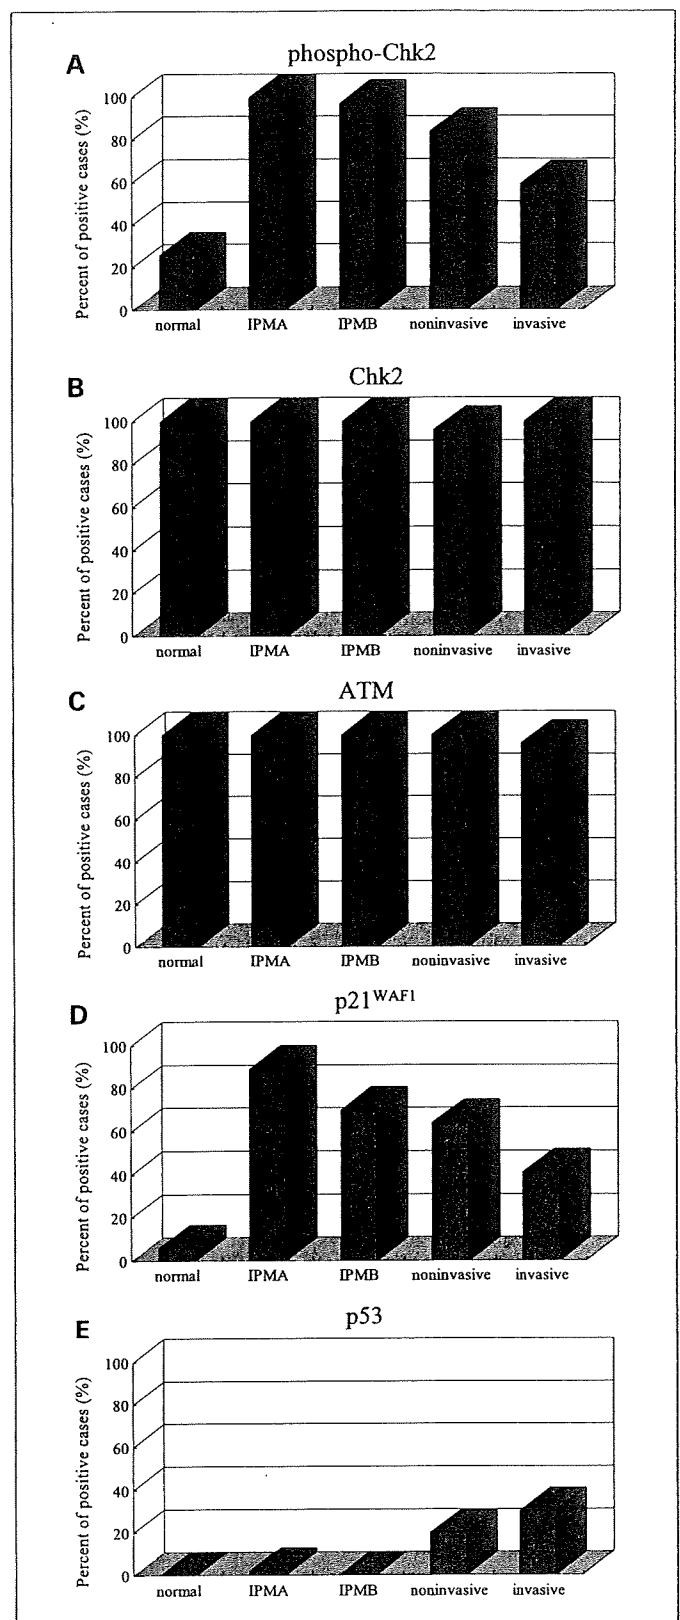 A
phospho-Chk2
Percent of positive cases (%)
100
80
60
40
20
0
normal IPMA IPMB noninvasive invasive
B
Chk2
Percent of positive cases (%)
100
80
60
40
20
0
normal IPMA IPMB noninvasive invasive
C
ATM
Percent of positive cases (%)
100
80
60
40
20
0
normal IPMA IPMB noninvasive invasive
D
p21WAF1
Percent of positive cases (%)
100
80
60
40
20
0
normal IPMA IPMB noninvasive invasive
E
p53
Percent of positive cases (%)
100
80
60
40
20
0
normal IPMA IPMB noninvasive invasive